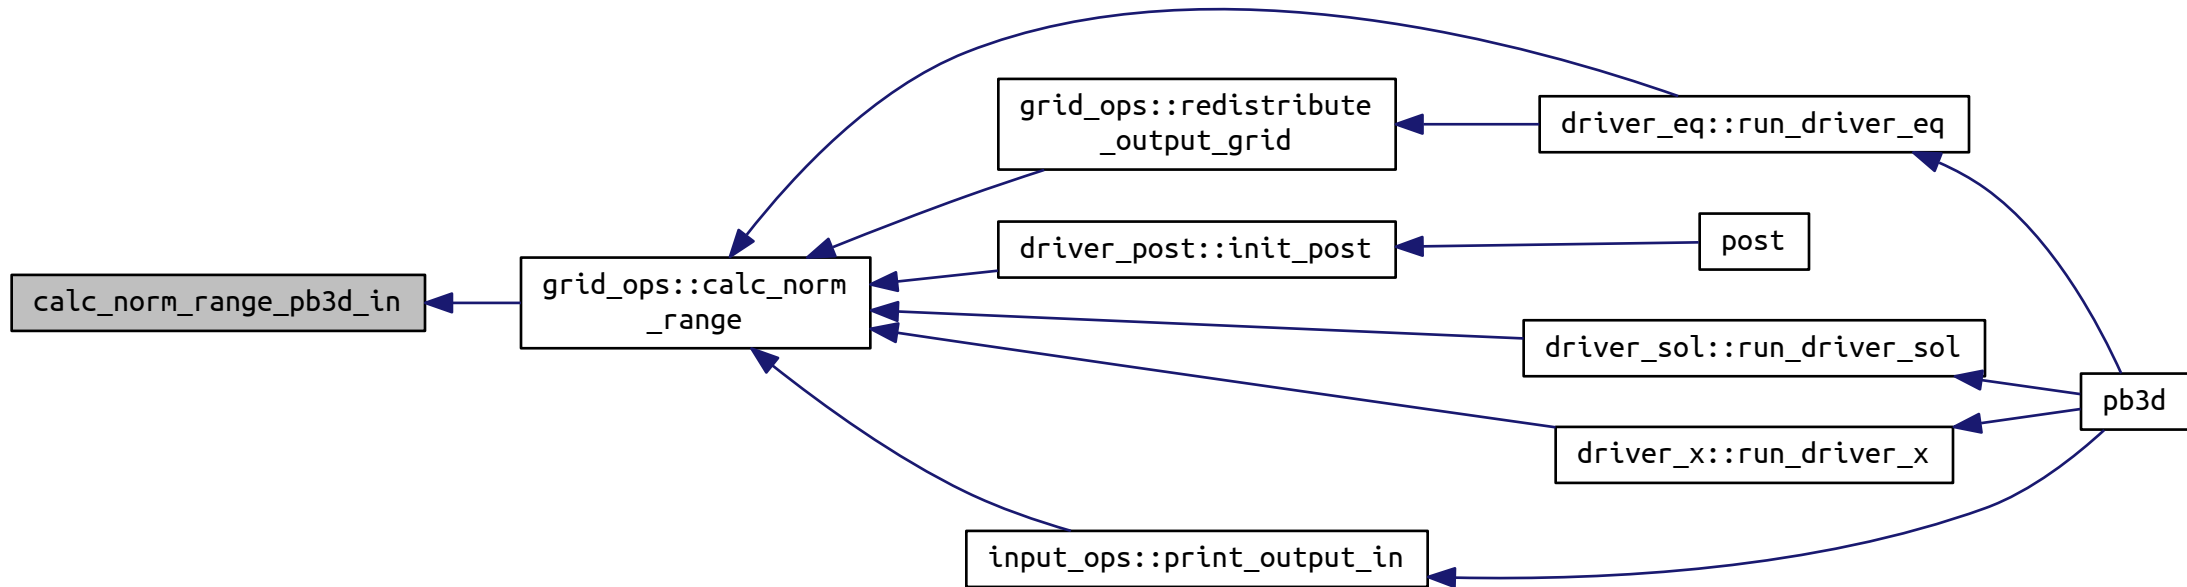 calc_norm_range_pb3d_in
grid_ops::calc_norm
_range
grid_ops::redistribute
_output_grid
driver_eq::run_driver_eq
driver_post::init_post
post
driver_sol::run_driver_sol
driver_x::run_driver_x
pb3d
input_ops::print_output_in